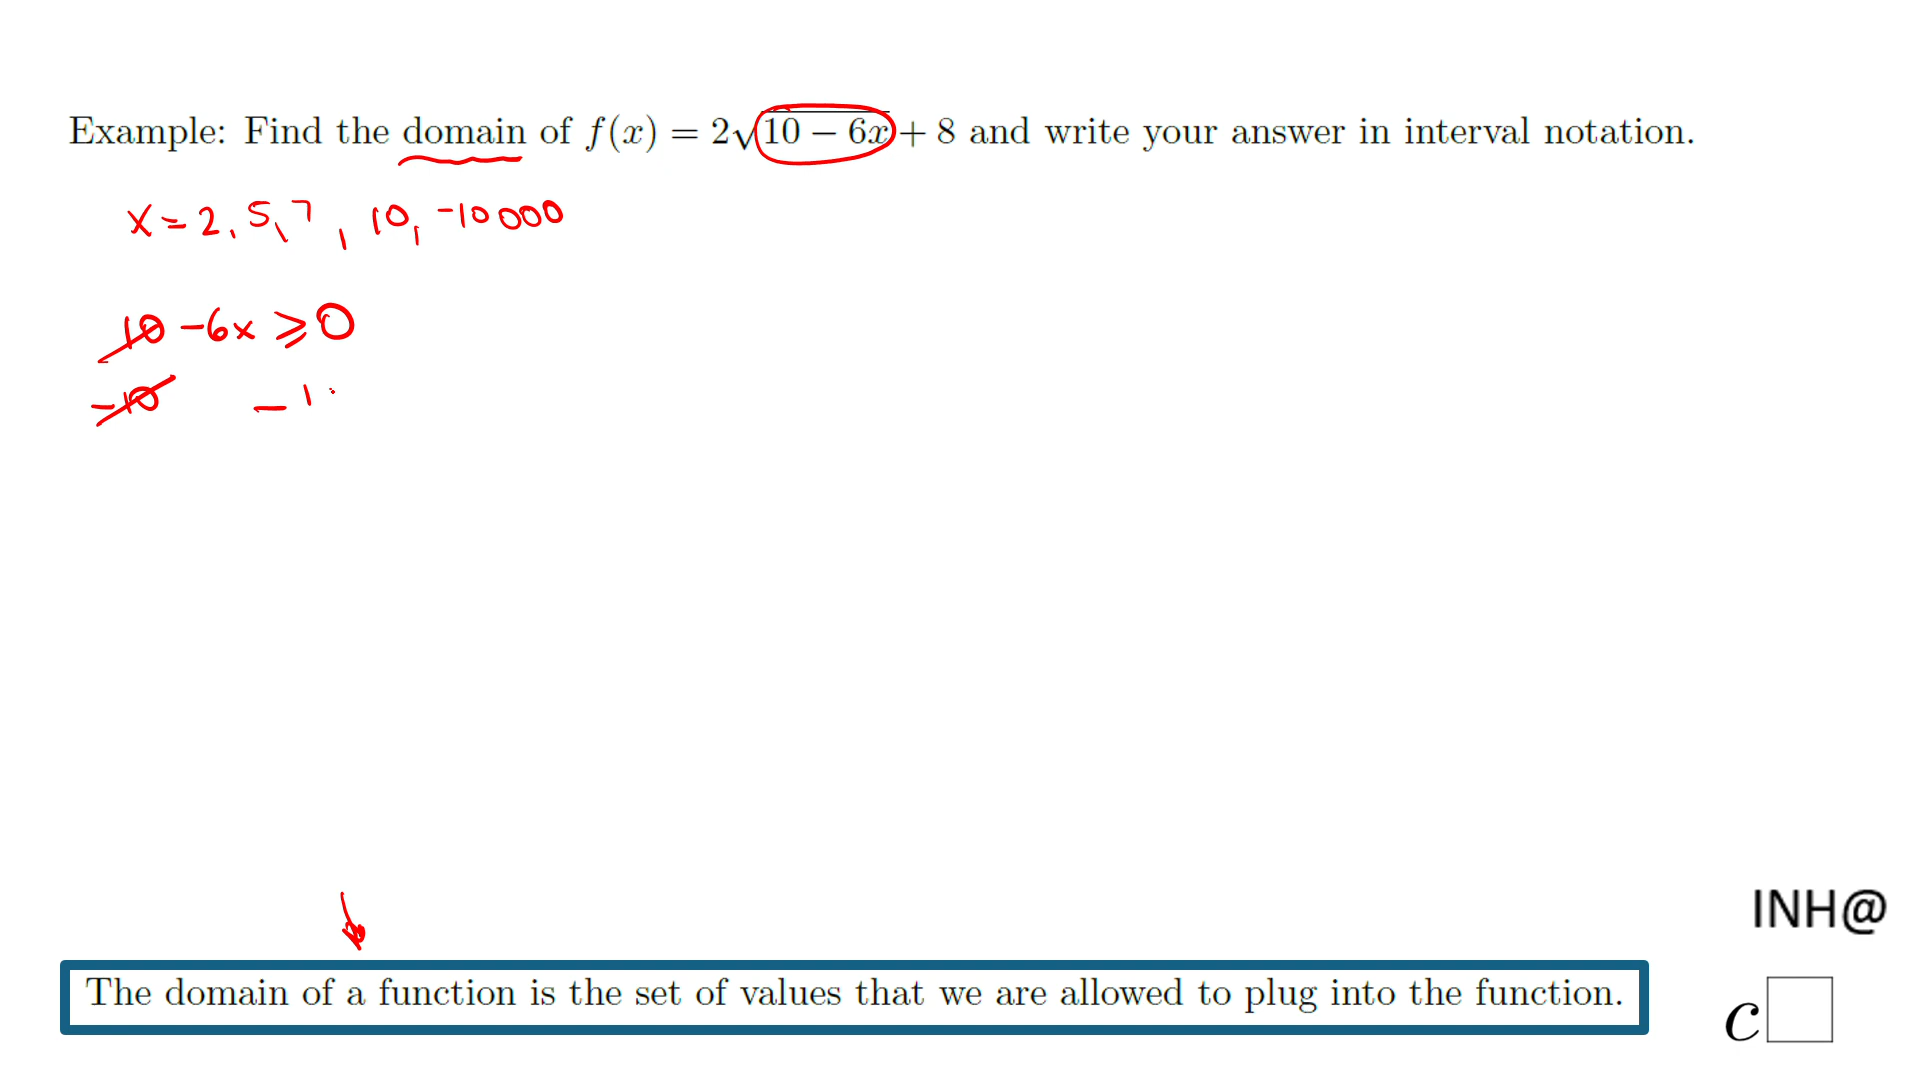 Example: Find the domain of f(x) = 2√(10 − 6x) + 8 and write your answer in interval notation.
x = 2, 5, 7, 10, -10000
10 - 6x ≥ 0
-10 - 1
The domain of a function is the set of values that we are allowed to plug into the function.
INH@
c